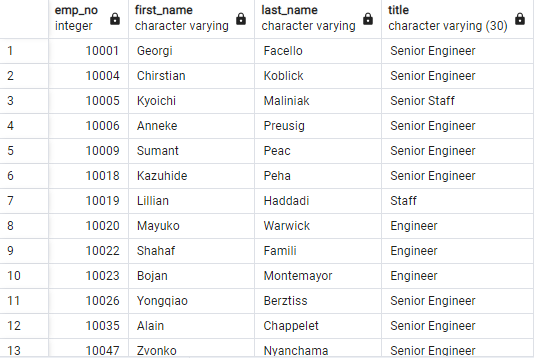 emp_no first_name last_name title
integer character varying character varying character varying (30)
1 10001 Georgi Facello Senior Engineer
2 10004 Chirstian Koblick Senior Engineer
3 10005 Kyoichi Maliniak Senior Staff
4 10006 Anneke Preusig Senior Engineer
5 10009 Sumant Peac Senior Engineer
6 10018 Kazuhide Peha Senior Engineer
7 10019 Lillian Haddadi Staff
8 10020 Mayuko Warwick Engineer
9 10022 Shahaf Famili Engineer
10 10023 Bojan Montemayor Engineer
11 10026 Yongqiao Berztiss Senior Engineer
12 10035 Alain Chappelet Senior Engineer
13 10047 Zvonko Nyanchama Senior Engineer